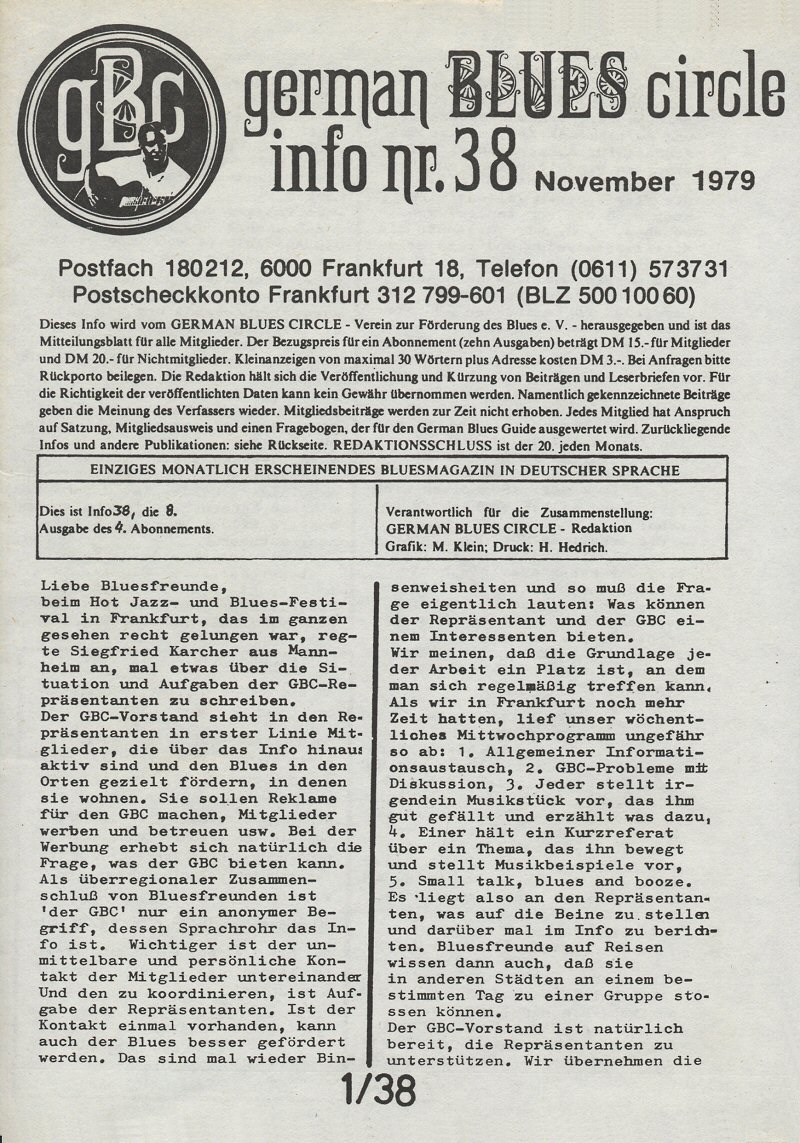 gBc
german BLUES circle
info nr. 38 November 1979
Postfach 180212, 6000 Frankfurt 18, Telefon (0611) 573731
Postscheckkonto Frankfurt 312 799-601 (BLZ 500 100 60)
Dieses Info wird vom GERMAN BLUES CIRCLE - Verein zur Förderung des Blues e. V. - herausgegeben und ist das
Mitteilungsblatt für alle Mitglieder. Der Bezugspreis für ein Abonnement (zehn Ausgaben) beträgt DM 15.- für Mitglieder
und DM 20.- für Nichtmitglieder. Kleinanzeigen von maximal 30 Wörtern plus Adresse kosten DM 3.-. Bei Anfragen bitte
Rückporto beilegen. Die Redaktion hält sich die Veröffentlichung und Kürzung von Beiträgen und Leserbriefen vor. Für
die Richtigkeit der veröffentlichten Daten kann kein Gewähr übernommen werden. Namentlich gekennzeichnete Beiträge
geben die Meinung des Verfassers wieder. Mitgliedsbeiträge werden zur Zeit nicht erhoben. Jedes Mitglied hat Anspruch
auf Satzung, Mitgliedsausweis und einen Fragebogen, der für den German Blues Guide ausgewertet wird. Zurückliegende
Infos und andere Publikationen: siehe Rückseite. REDAKTIONSSCHLUSS ist der 20. jeden Monats.
EINZIGES MONATLICH ERSCHEINENDES BLUESMAGAZIN IN DEUTSCHER SPRACHE
Dies ist Info 38, die 8.
Ausgabe des 4. Abonnements.
Verantwortlich für die Zusammenstellung:
GERMAN BLUES CIRCLE - Redaktion
Grafik: M. Klein; Druck: H. Hedrich.
Liebe Bluesfreunde,
beim Hot Jazz- und Blues-Festi-
val in Frankfurt, das im ganzen
gesehen recht gelungen war, reg-
te Siegfried Karcher aus Mann-
heim an, mal etwas über die Si-
tuation und Aufgaben der GBC-Re-
präsentanten zu schreiben.
Der GBC-Vorstand sieht in den Re-
präsentanten in erster Linie Mit-
glieder, die über das Info hinaus
aktiv sind und den Blues in den
Orten gezielt fördern, in denen
sie wohnen. Sie sollen Reklame
für den GBC machen, Mitglieder
werben und betreuen usw. Bei der
Werbung erhebt sich natürlich die
Frage, was der GBC bieten kann.
Als überregionaler Zusammen-
schluß von Bluesfreunden ist
'der GBC' nur ein anonymer Be-
griff, dessen Sprachrohr das In-
fo ist. Wichtiger ist der un-
mittelbare und persönliche Kon-
takt der Mitglieder untereinander
Und den zu koordinieren, ist Auf-
gabe der Repräsentanten. Ist der
Kontakt einmal vorhanden, kann
auch der Blues besser gefördert
werden. Das sind mal wieder Bin-
senweisheiten und so muß die Fra-
ge eigentlich lauten: Was können
der Repräsentant und der GBC ei-
nem Interessenten bieten.
Wir meinen, daß die Grundlage je-
der Arbeit ein Platz ist, an dem
man sich regelmäßig treffen kann.
Als wir in Frankfurt noch mehr
Zeit hatten, lief unser wöchent-
liches Mittwochprogramm ungefähr
so ab: 1. Allgemeiner Informati-
onsaustausch, 2. GBC-Probleme mit
Diskussion, 3. Jeder stellt ir-
gendein Musikstück vor, das ihm
gut gefällt und erzählt was dazu,
4. Einer hält ein Kurzreferat
über ein Thema, das ihn bewegt
und stellt Musikbeispiele vor,
5. Small talk, blues and booze.
Es liegt also an den Repräsentan-
ten, was auf die Beine zu stellen
und darüber mal im Info zu berich-
ten. Bluesfreunde auf Reisen
wissen dann auch, daß sie
in anderen Städten an einem be-
stimmten Tag zu einer Gruppe sto-
ssen können.
Der GBC-Vorstand ist natürlich
bereit, die Repräsentanten zu
unterstützen. Wir übernehmen die
1/38